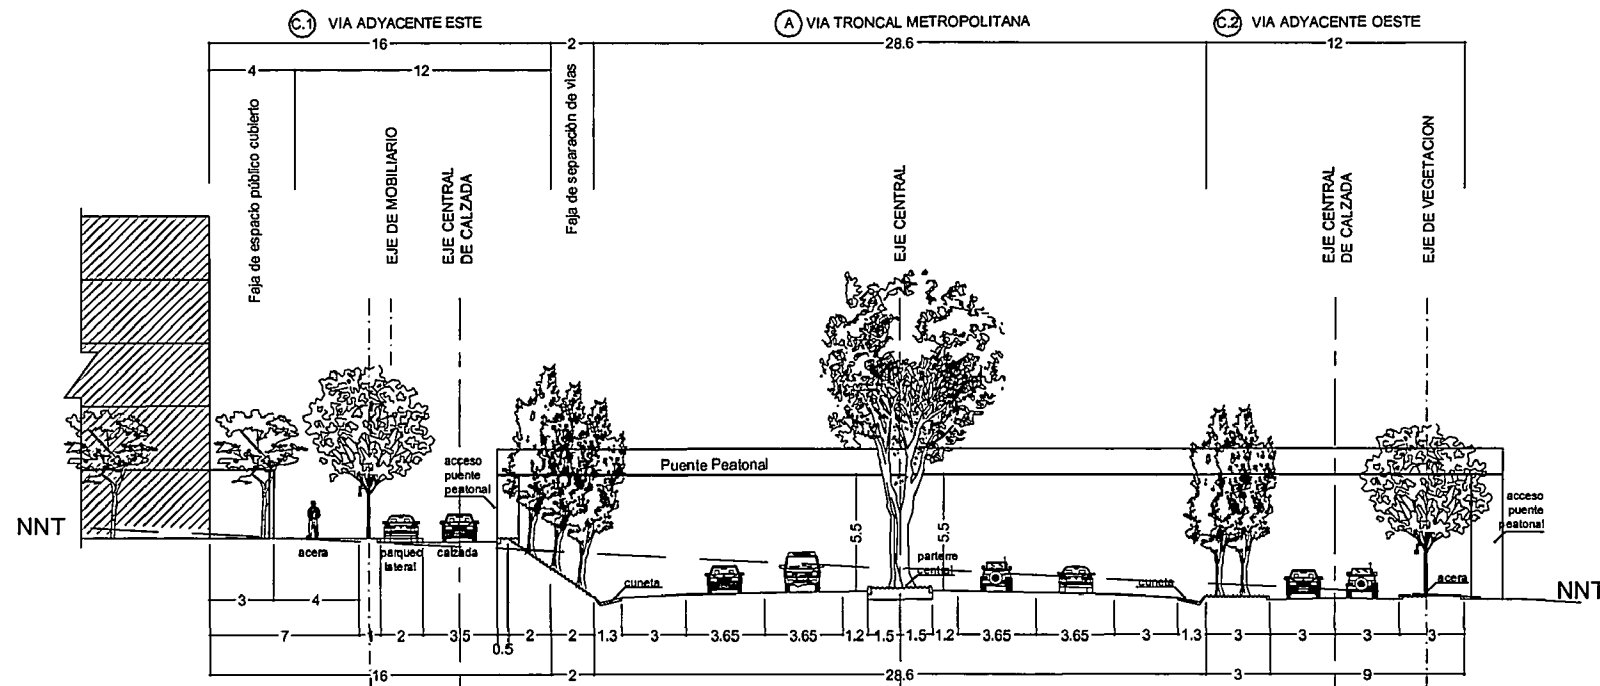 C.1 VIA ADYACENTE ESTE
A VIA TRONCAL METROPOLITANA
C.2 VIA ADYACENTE OESTE
16 2 28.6 12
4 12
Faja de espacio público cubierto
EJE DE MOBILIARIO
EJE CENTRAL
DE CALZADA
Faja de separación de vías
EJE CENTRAL
EJE CENTRAL
DE CALZADA
EJE DE VEGETACION
Puente Peatonal
acceso
puente
peatonal
acceso
puente
peatonal
NNT
acera
parqueo
lateral
calzada
cuneta
5.5
5.5
parterre
central
cuneta
acera
NNT
3 4
7 1 2 3.5 0.5 2 2 1.3 3 3.65 3.65 1.2 1.5 1.5 1.2 3.65 3.65 3 1.3 3 3 3 3
16 2 28.6 3 9